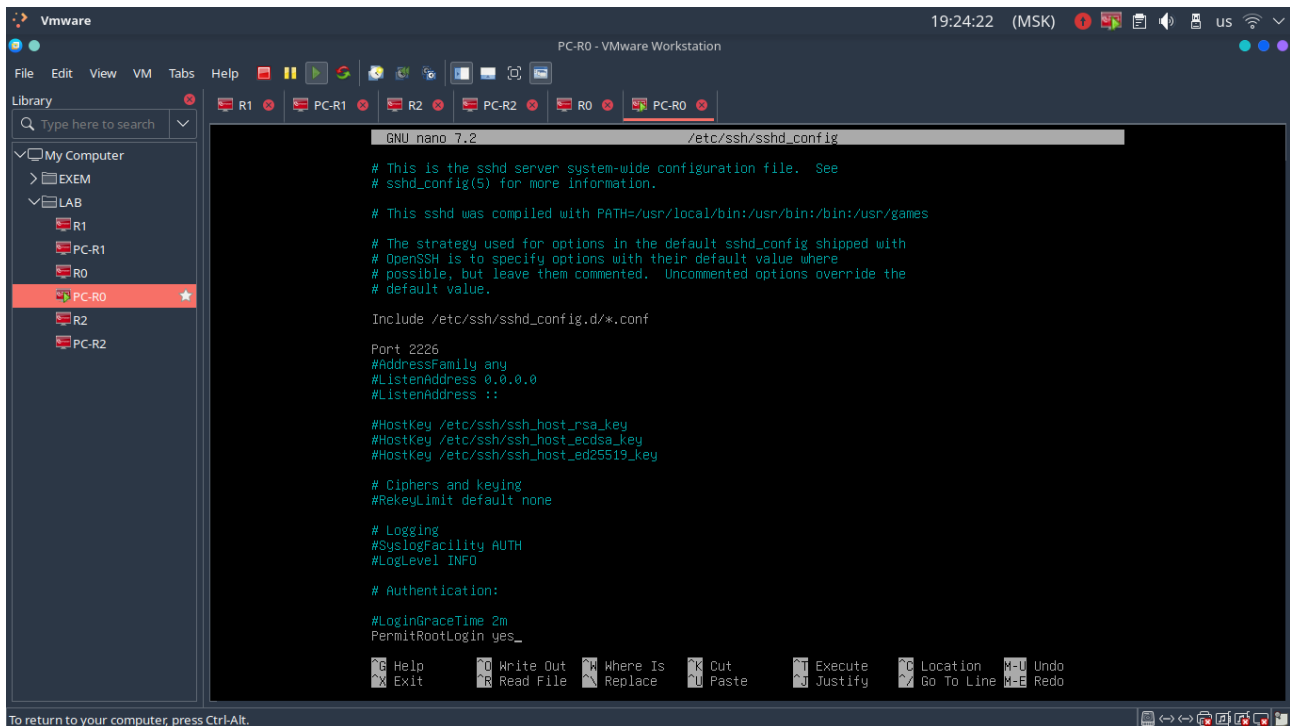 Vmware
19:24:22 (MSK) us
PC-R0 - VMware Workstation
File Edit View VM Tabs Help
Library
Type here to search
My Computer
EXEM
LAB
R1
PC-R1
R0
PC-R0
R2
PC-R2
R1 PC-R1 R2 PC-R2 R0 PC-R0
GNU nano 7.2 /etc/ssh/sshd_config
# This is the sshd server system-wide configuration file. See
# sshd_config(5) for more information.
# This sshd was compiled with PATH=/usr/local/bin:/usr/bin:/bin:/usr/games
# The strategy used for options in the default sshd_config shipped with
# OpenSSH is to specify options with their default value where
# possible, but leave them commented. Uncommented options override the
# default value.
Include /etc/ssh/sshd_config.d/*.conf
Port 2226
#AddressFamily any
#ListenAddress 0.0.0.0
#ListenAddress ::
#HostKey /etc/ssh/ssh_host_rsa_key
#HostKey /etc/ssh/ssh_host_ecdsa_key
#HostKey /etc/ssh/ssh_host_ed25519_key
# Ciphers and keying
#RekeyLimit default none
# Logging
#SyslogFacility AUTH
#LogLevel INFO
# Authentication:
#LoginGraceTime 2m
PermitRootLogin yes_
^G Help ^O Write Out ^W Where Is ^K Cut ^T Execute ^C Location M-U Undo
^X Exit ^R Read File ^\ Replace ^U Paste ^J Justify ^/ Go To Line M-E Redo
To return to your computer, press Ctrl-Alt.